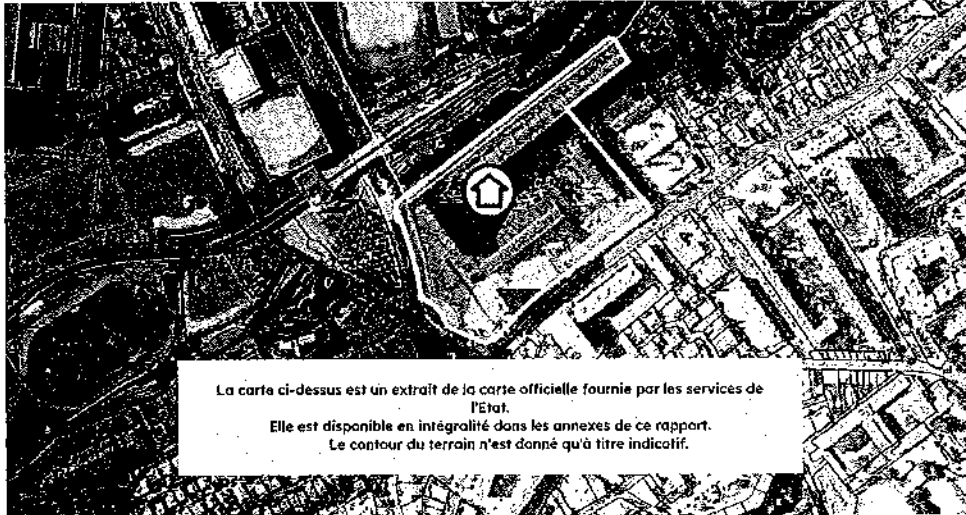 La carte ci-dessus est un extrait de la carte officielle fournie par les services de
l'Etat.
Elle est disponible en intégralité dans les annexes de ce rapport.
Le contour du terrain n'est donné qu'à titre indicatif.